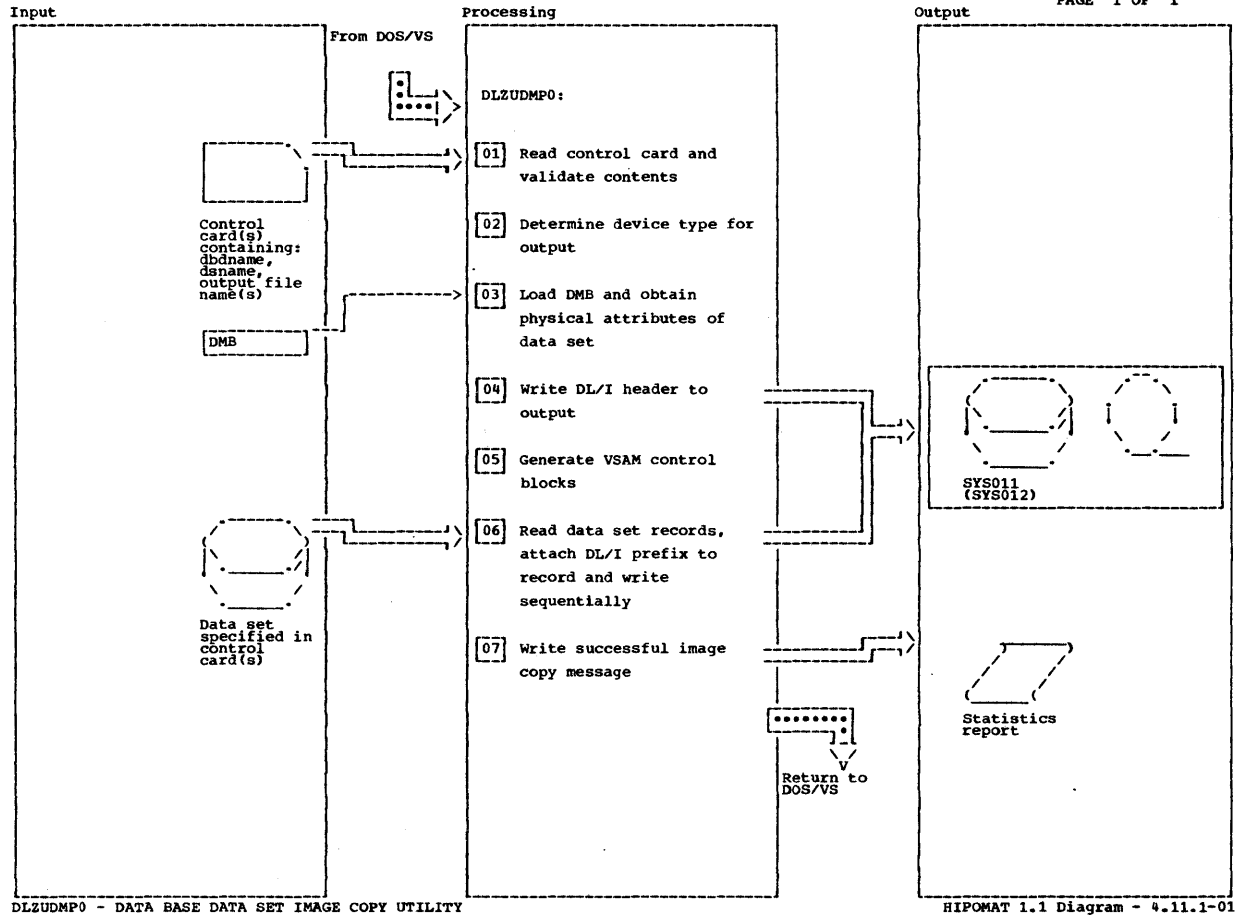 PAGE 1 OF 1
Input
Processing
Output
From DOS/VS
DLZUDMP0:
01 Read control card and
validate contents
Control
card(s)
containing:
dbdname,
dsname,
output file
name(s)
02 Determine device type for
output
03 Load DMB and obtain
physical attributes of
data set
DMB
04 Write DL/I header to
output
05 Generate VSAM control
blocks
SYS011
(SYS012)
06 Read data set records,
attach DL/I prefix to
record and write
sequentially
Data set
specified in
control
card(s)
07 Write successful image
copy message
Statistics
report
Return to
DOS/VS
DLZUDMP0 - DATA BASE DATA SET IMAGE COPY UTILITY
HIPOMAT 1.1 Diagram - 4.11.1-01